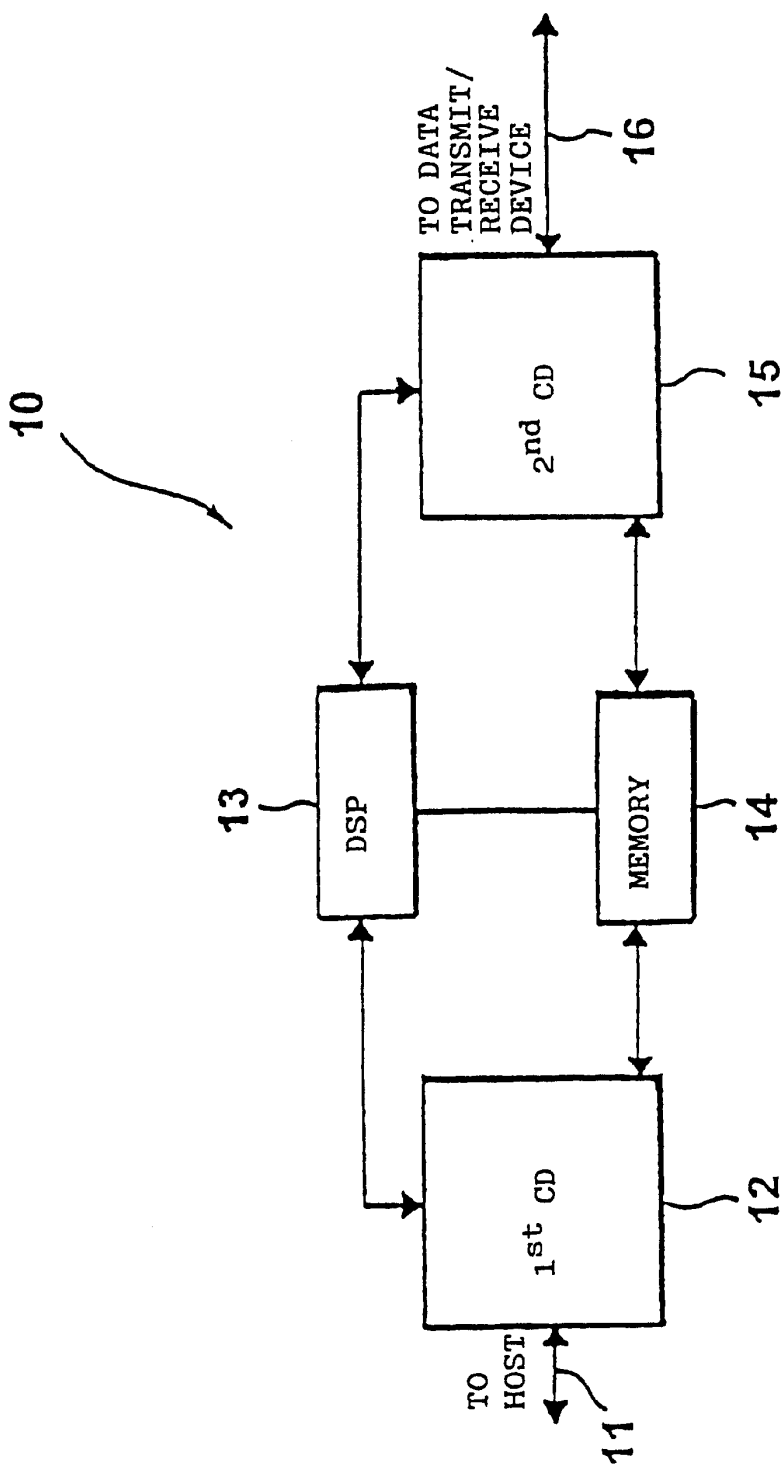 10
13
DSP
TO DATA
TRANSMIT/
RECEIVE
DEVICE
16
TO
HOST
11
1st CD
12
MEMORY
14
2nd CD
15